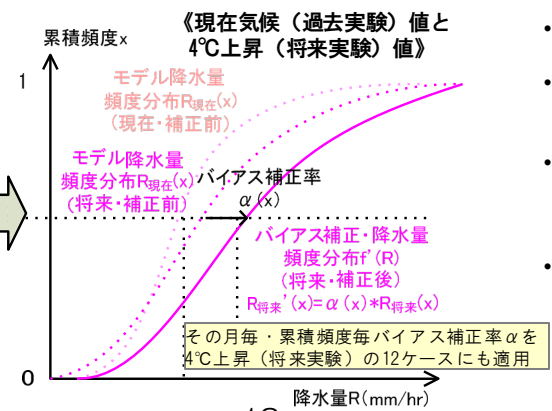 《現在気候（過去実験）値と
4℃上昇（将来実験）値》
累積頻度x
1
モデル降水量
頻度分布R現在(x)
(現在・補正前)
モデル降水量
頻度分布R現在(x)
(将来・補正前)
バイアス補正率
α(x)
バイアス補正・降水量
頻度分布f'(R)
(将来・補正後)
R将来'(x)=α(x)*R将来(x)
その月毎・累積頻度毎バイアス補正率αを
4℃上昇（将来実験）の12ケースにも適用
0
降水量R(mm/hr)